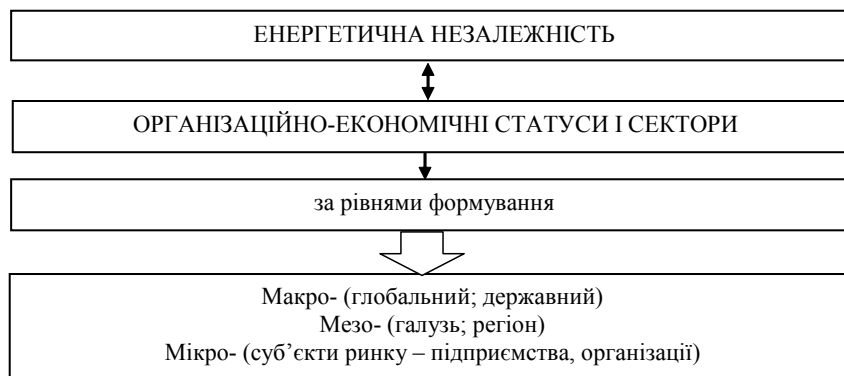 ЕНЕРГЕТИЧНА НЕЗАЛЕЖНІСТЬ
ОРГАНІЗАЦІЙНО-ЕКОНОМІЧНІ СТАТУСИ І СЕКТОРИ
за рівнями формування
Макро- (глобальний; державний)
Мезо- (галузь; регіон)
Мікро- (суб’єкти ринку – підприємства, організації)